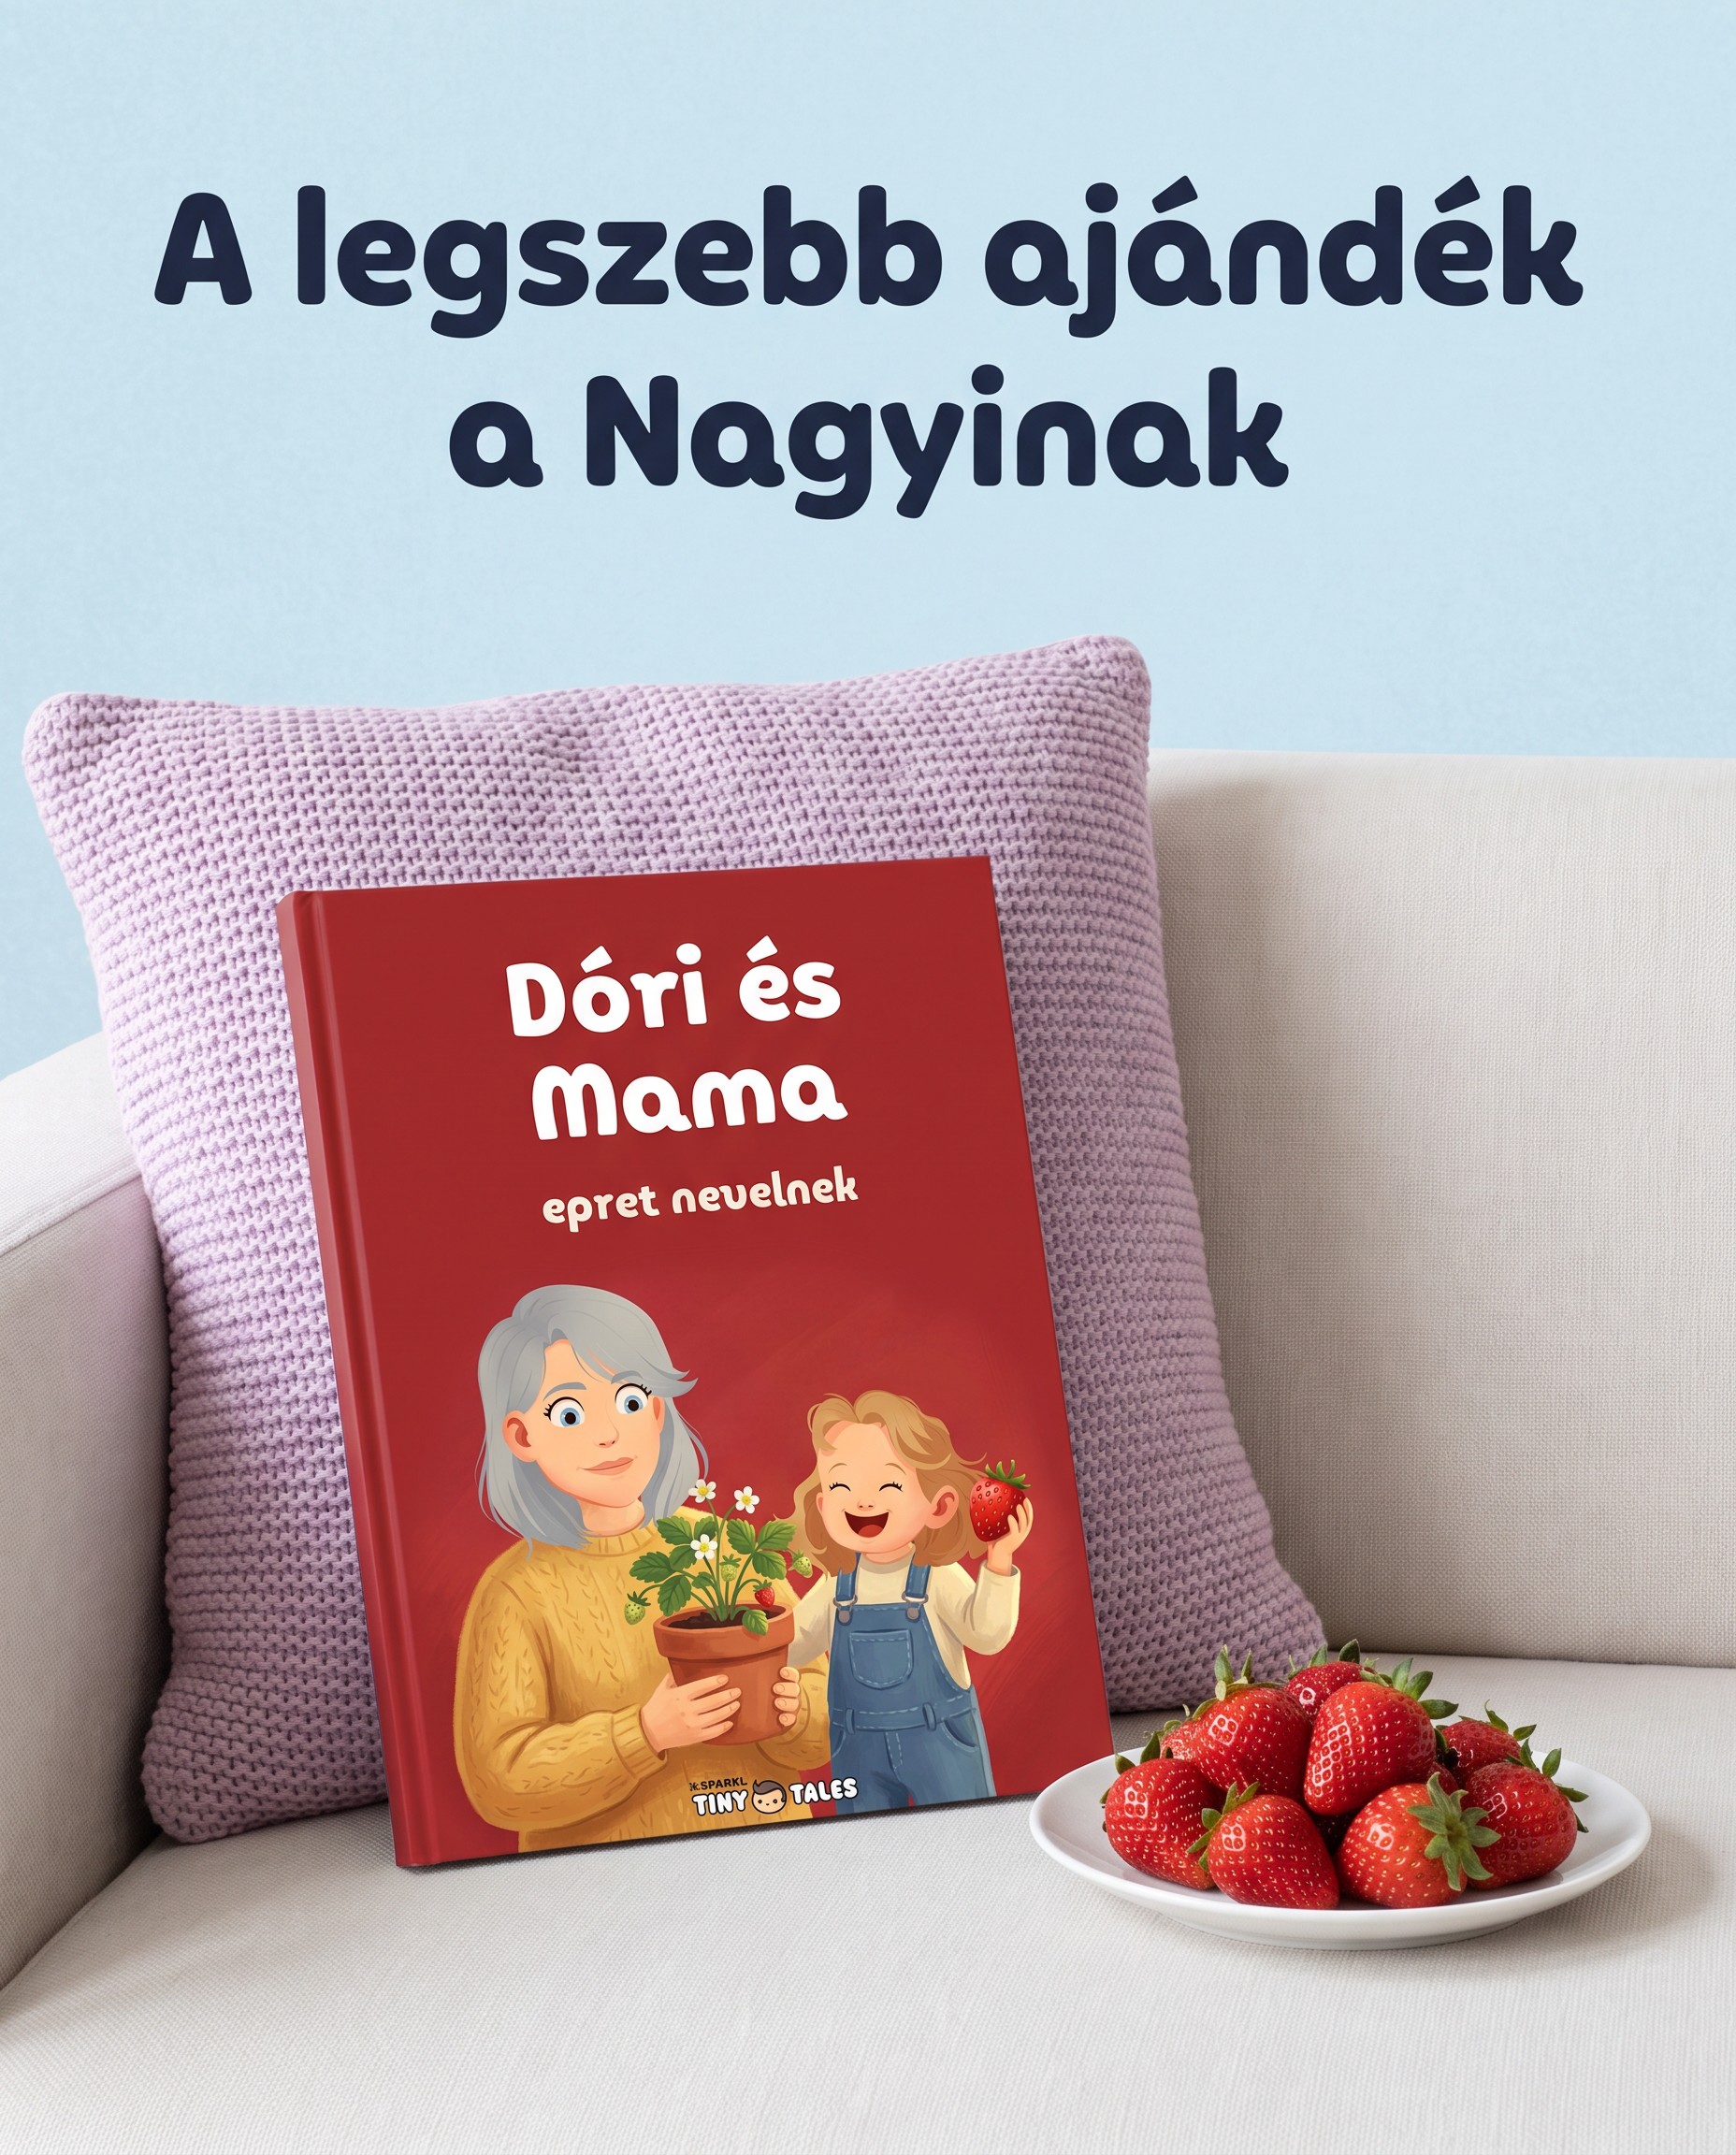 A legszebb ajándék
a Nagyinak
Dóri és
Mama
epret nevelnek
SPARKL
TINY TALES